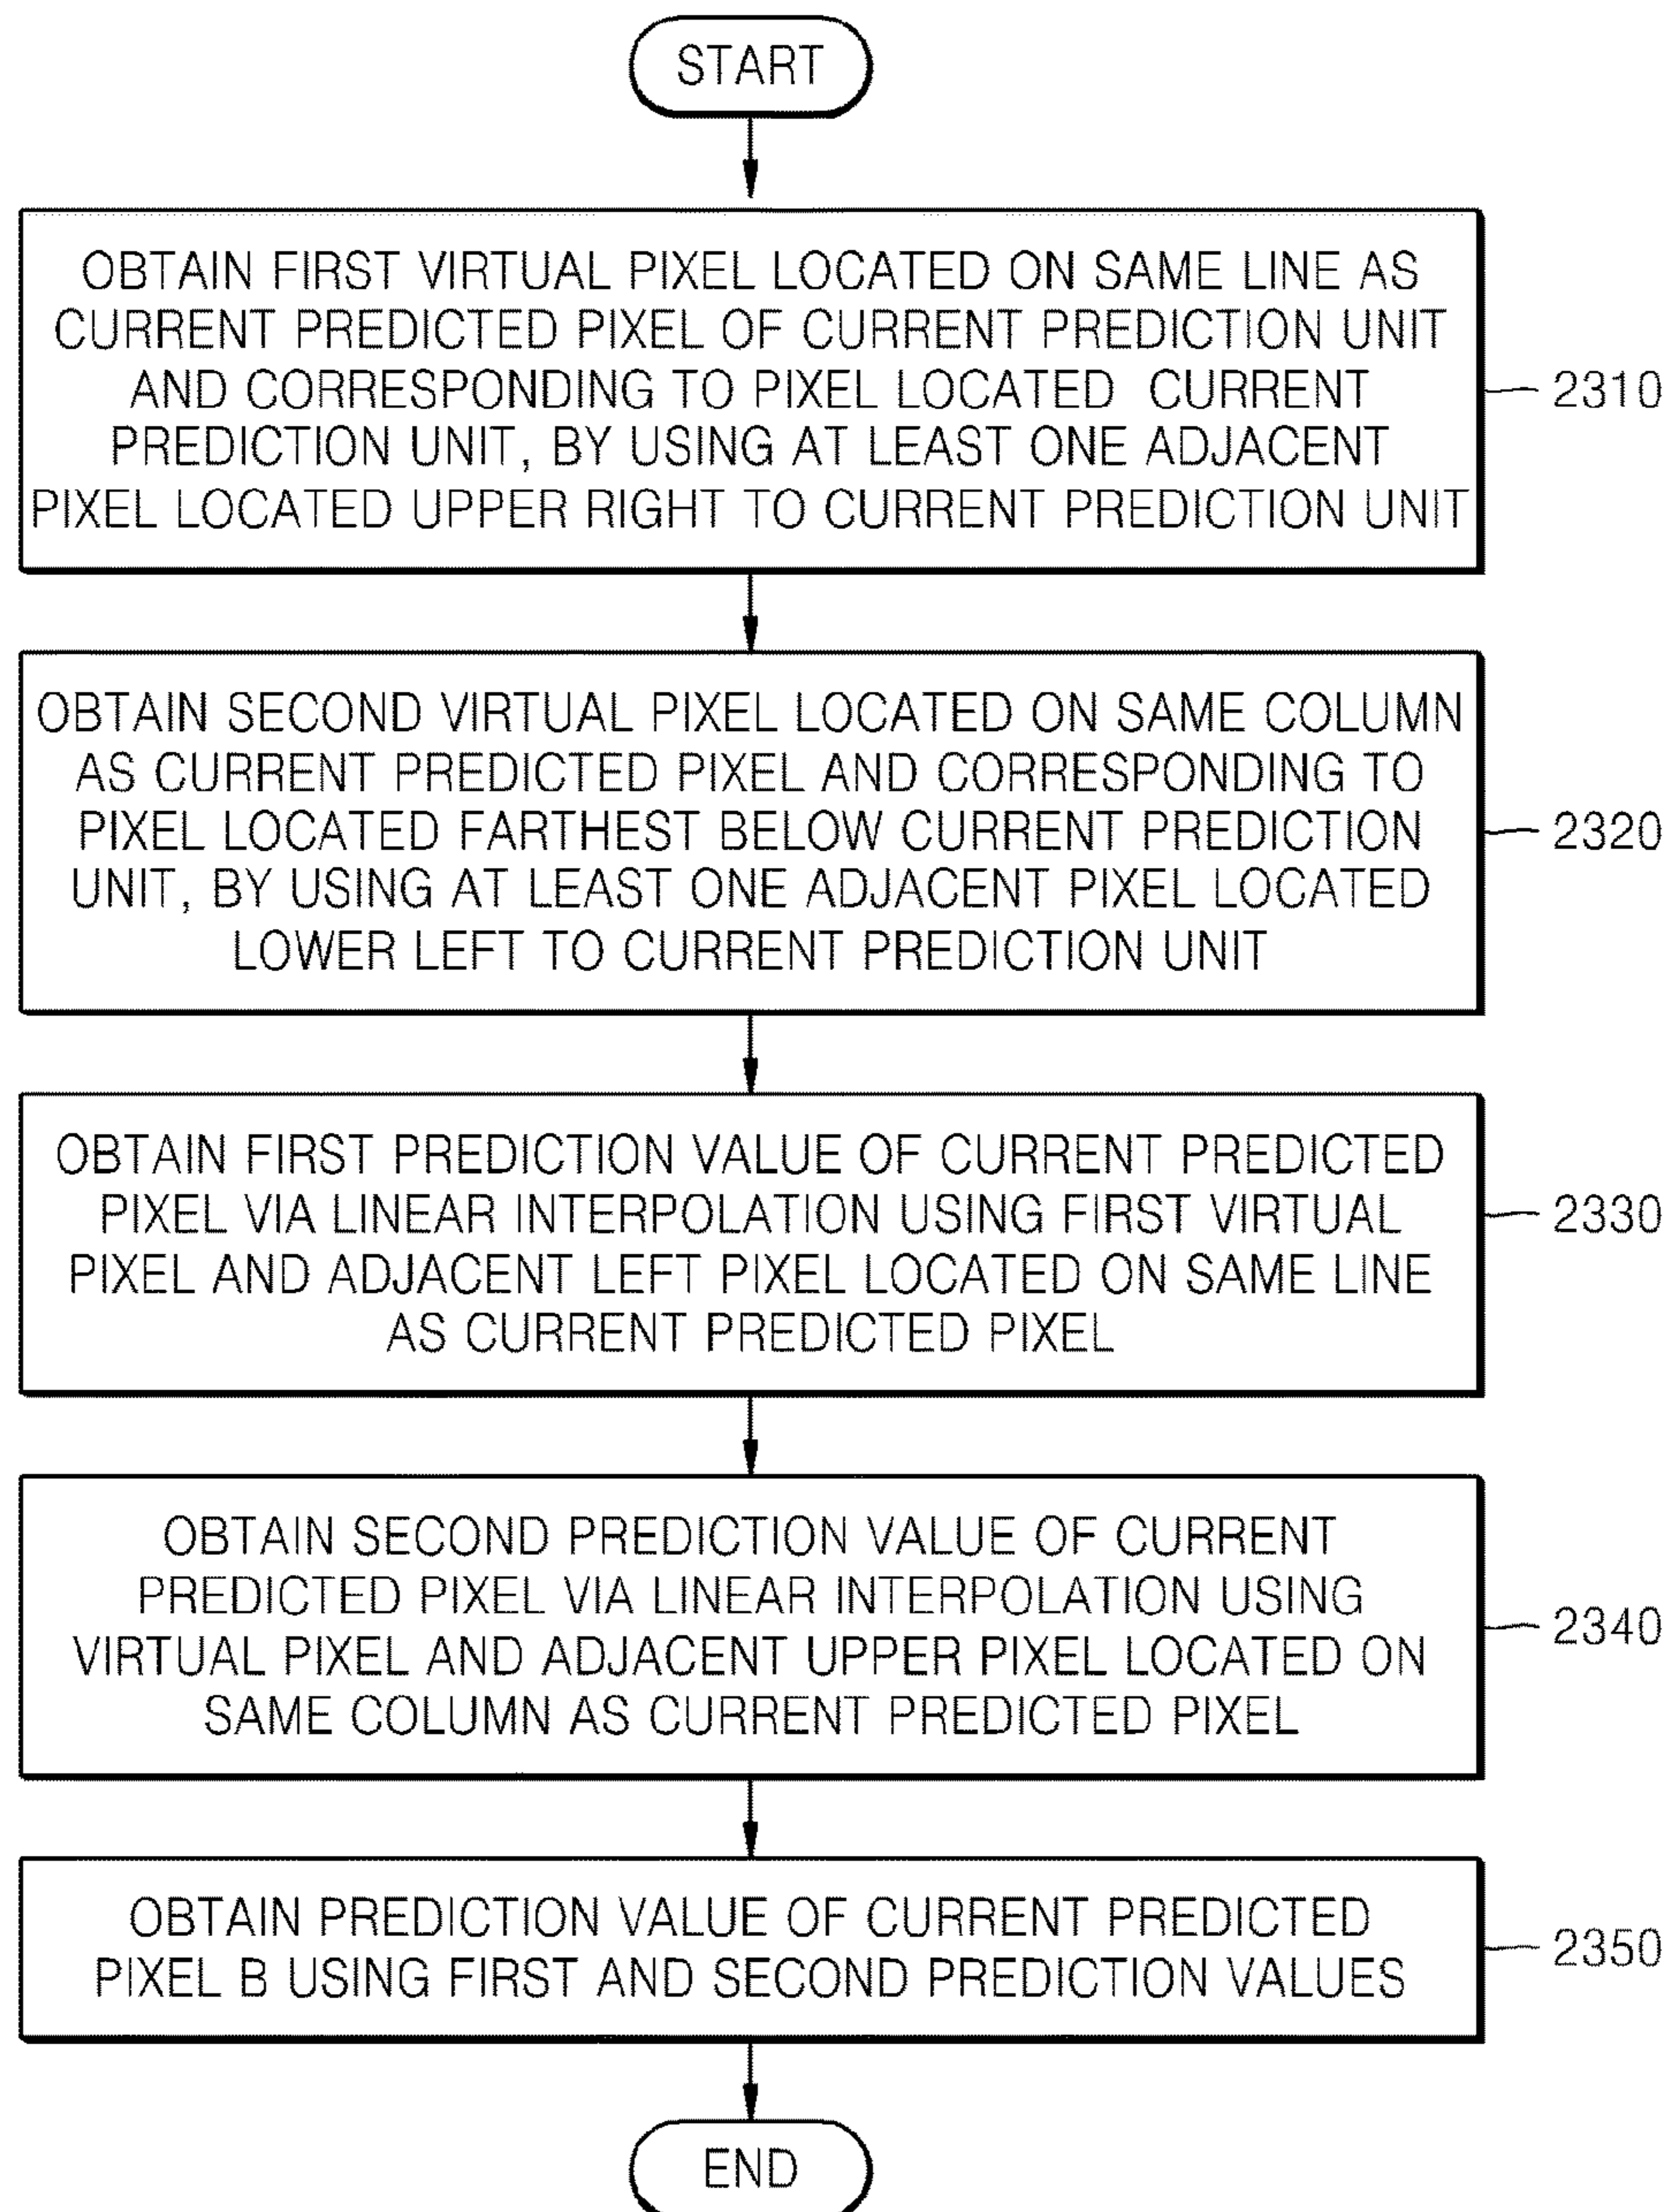 START
OBTAIN FIRST VIRTUAL PIXEL LOCATED ON SAME LINE AS
CURRENT PREDICTED PIXEL OF CURRENT PREDICTION UNIT
AND CORRESPONDING TO PIXEL LOCATED CURRENT
PREDICTION UNIT, BY USING AT LEAST ONE ADJACENT
PIXEL LOCATED UPPER RIGHT TO CURRENT PREDICTION UNIT
2310
OBTAIN SECOND VIRTUAL PIXEL LOCATED ON SAME COLUMN
AS CURRENT PREDICTED PIXEL AND CORRESPONDING TO
PIXEL LOCATED FARTHEST BELOW CURRENT PREDICTION
UNIT, BY USING AT LEAST ONE ADJACENT PIXEL LOCATED
LOWER LEFT TO CURRENT PREDICTION UNIT
2320
OBTAIN FIRST PREDICTION VALUE OF CURRENT PREDICTED
PIXEL VIA LINEAR INTERPOLATION USING FIRST VIRTUAL
PIXEL AND ADJACENT LEFT PIXEL LOCATED ON SAME LINE
AS CURRENT PREDICTED PIXEL
2330
OBTAIN SECOND PREDICTION VALUE OF CURRENT
PREDICTED PIXEL VIA LINEAR INTERPOLATION USING
VIRTUAL PIXEL AND ADJACENT UPPER PIXEL LOCATED ON
SAME COLUMN AS CURRENT PREDICTED PIXEL
2340
OBTAIN PREDICTION VALUE OF CURRENT PREDICTED
PIXEL B USING FIRST AND SECOND PREDICTION VALUES
2350
END